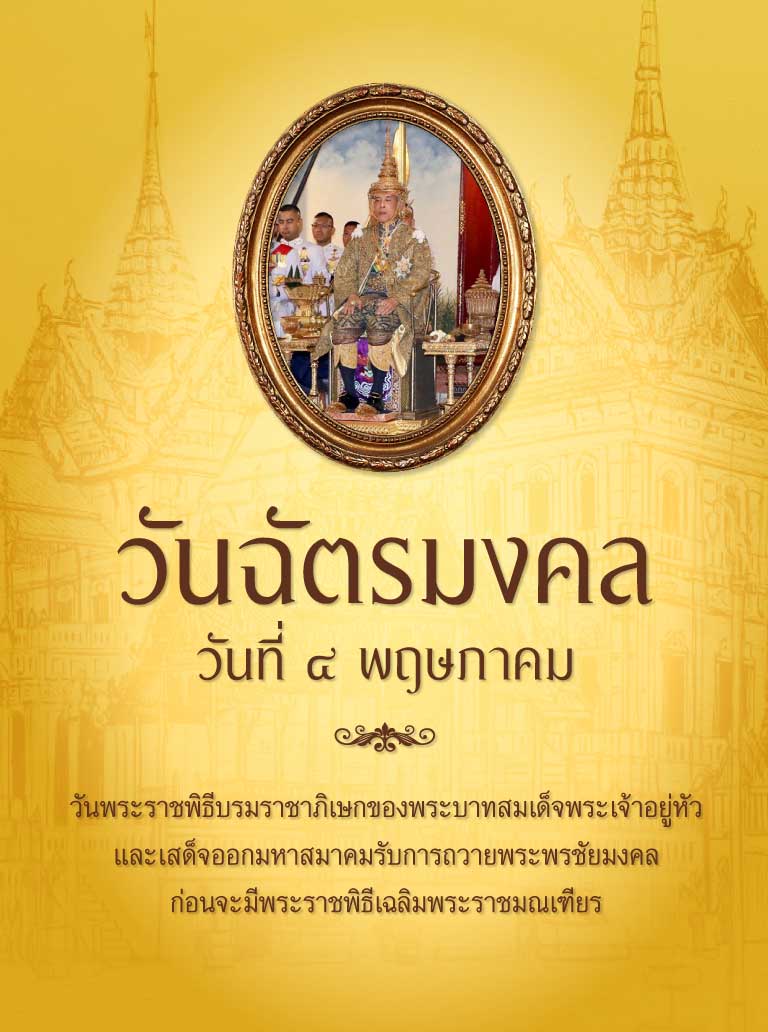 วันฉัตรมงคล
วันที่ ๔ พฤษภาคม
วันพระราชพิธีบรมราชาภิเษกของพระบาทสมเด็จพระเจ้าอยู่หัว
และเสด็จออกมหาสมาคมรับการถวายพระพรชัยมงคล
ก่อนจะมีพระราชพิธีเฉลิมพระราชมณเฑียร